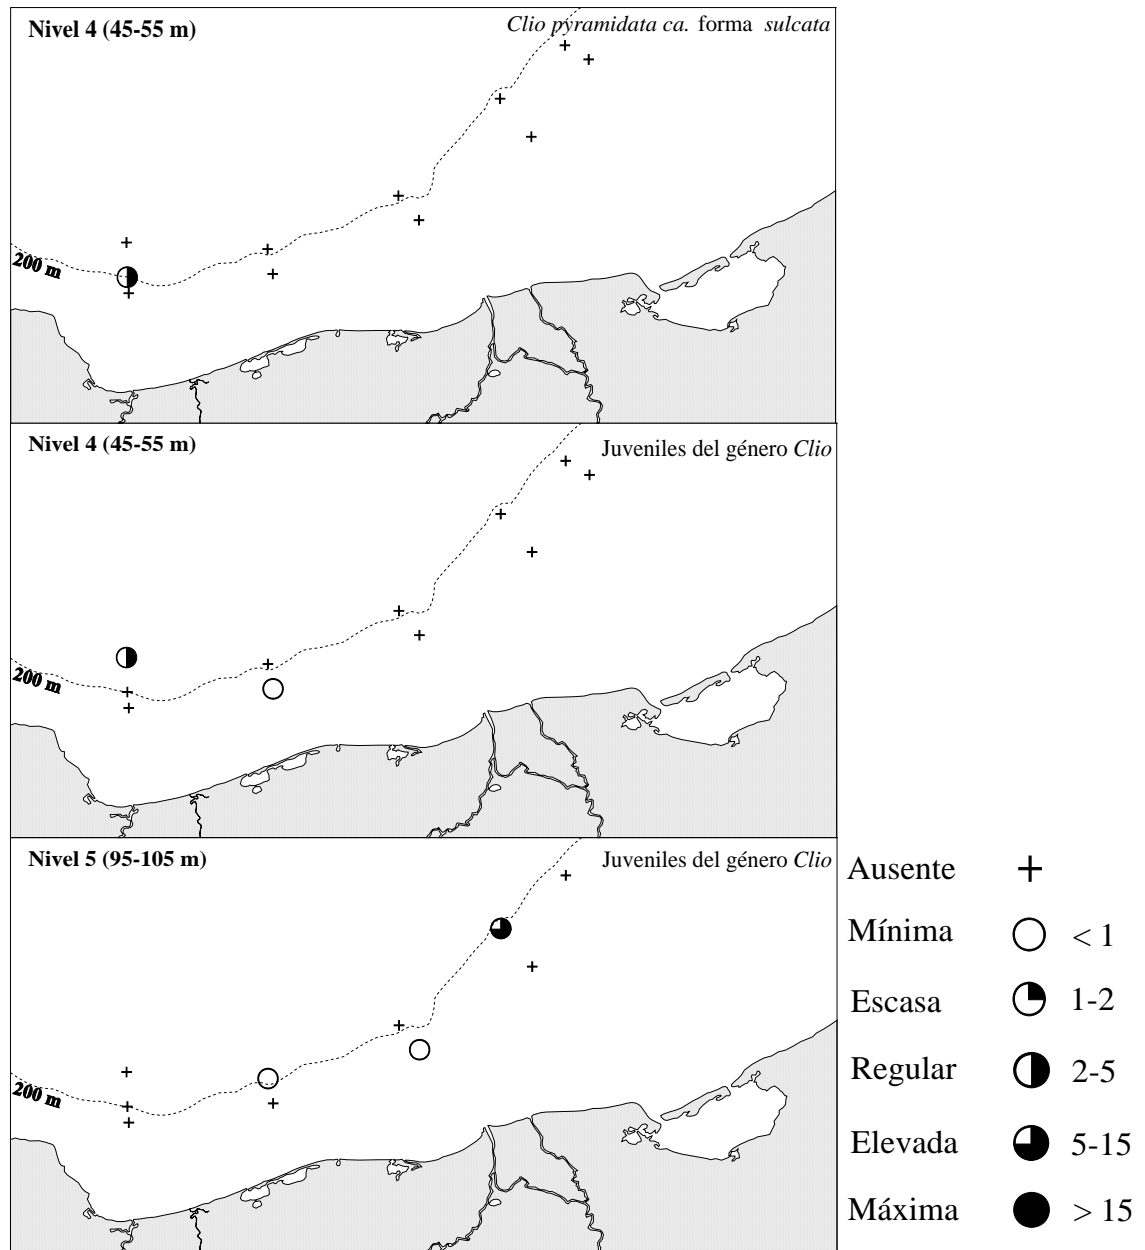 Nivel 4 (45-55 m)
Clio pyramidata ca. forma sulcata
200 m
Nivel 4 (45-55 m)
Juveniles del género Clio
200 m
Nivel 5 (95-105 m)
Juveniles del género Clio
200 m
Ausente +
Mínima < 1
Escasa 1-2
Regular 2-5
Elevada 5-15
Máxima > 15